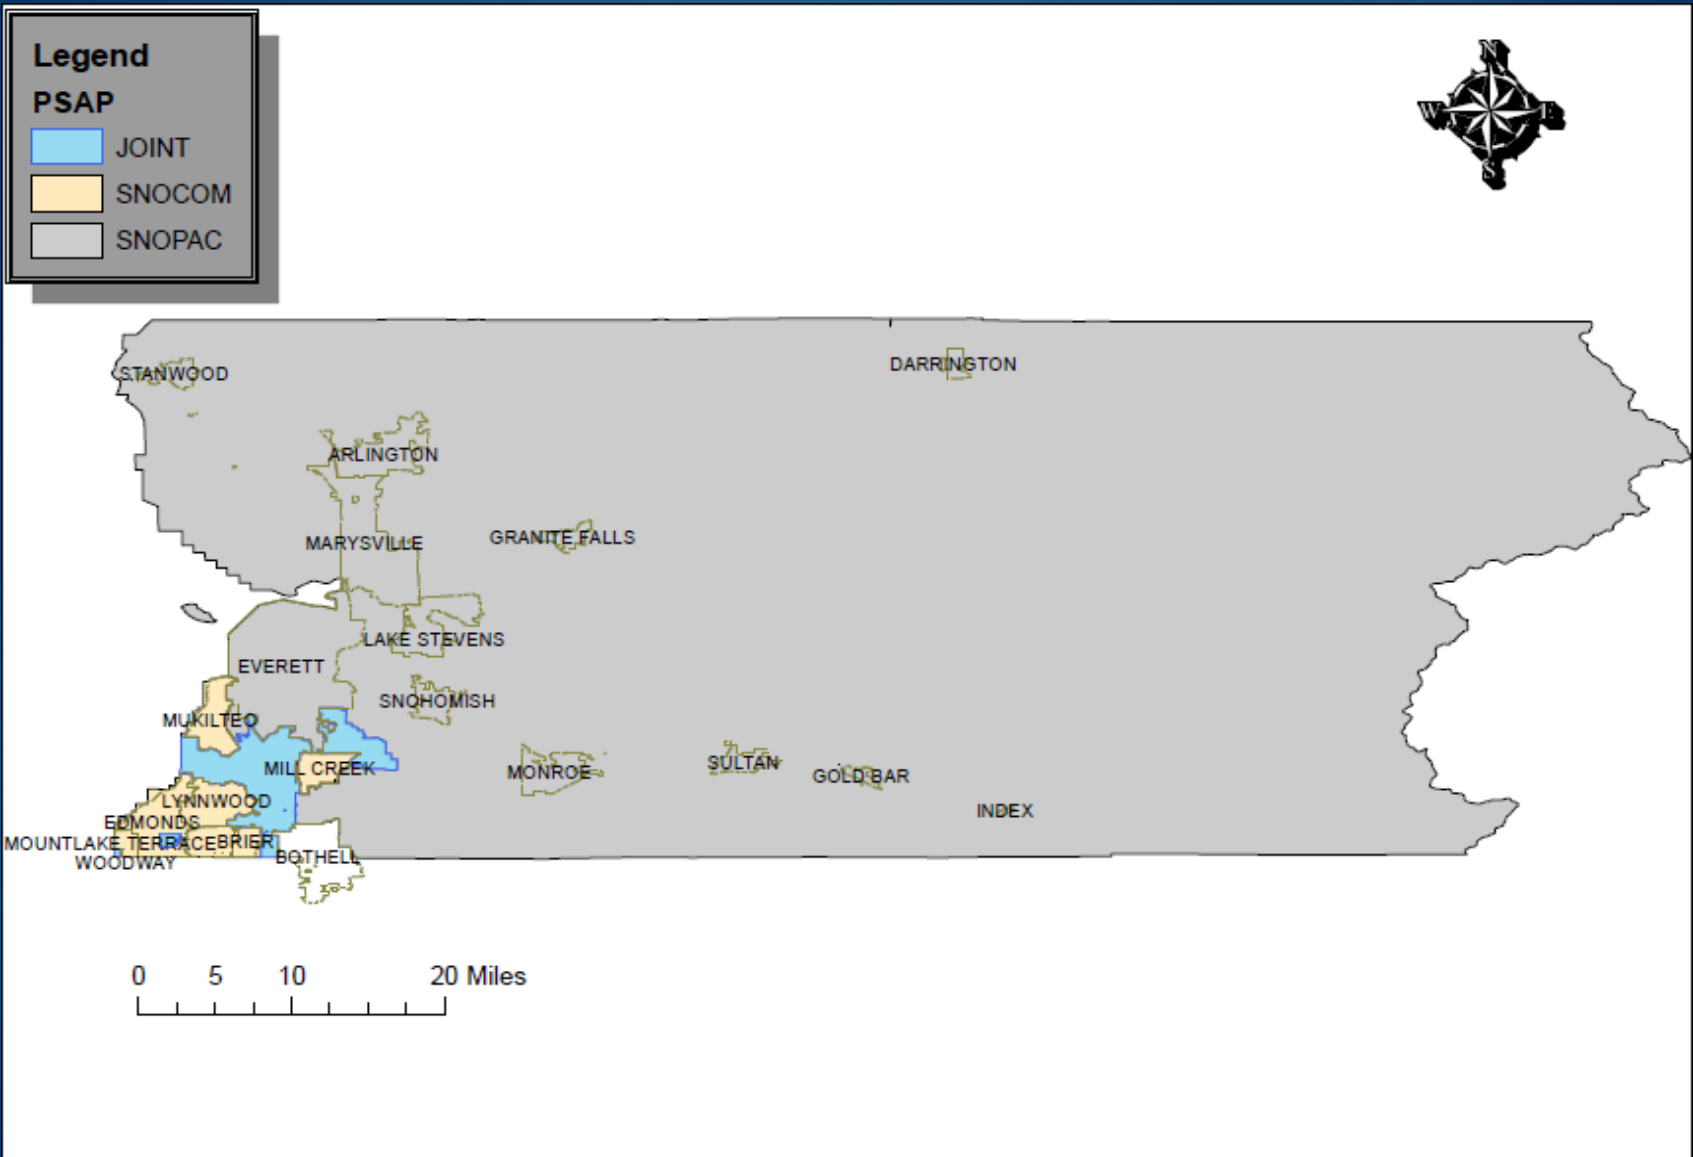 Legend
PSAP
JOINT
SNOCOM
SNOPAC
N
W
E
S
STANWOOD
DARRINGTON
ARLINGTON
MARYSVILLE
GRANITE FALLS
LAKE STEVENS
EVERETT
SNOHOMISH
MUKILTEO
MILL CREEK
MONROE
SULTAN
GOLD BAR
LYNNWOOD
INDEX
EDMONDS
MOUNTLAKE TERRACE
BRIER
WOODWAY
BOTHELL
0 5 10 20 Miles